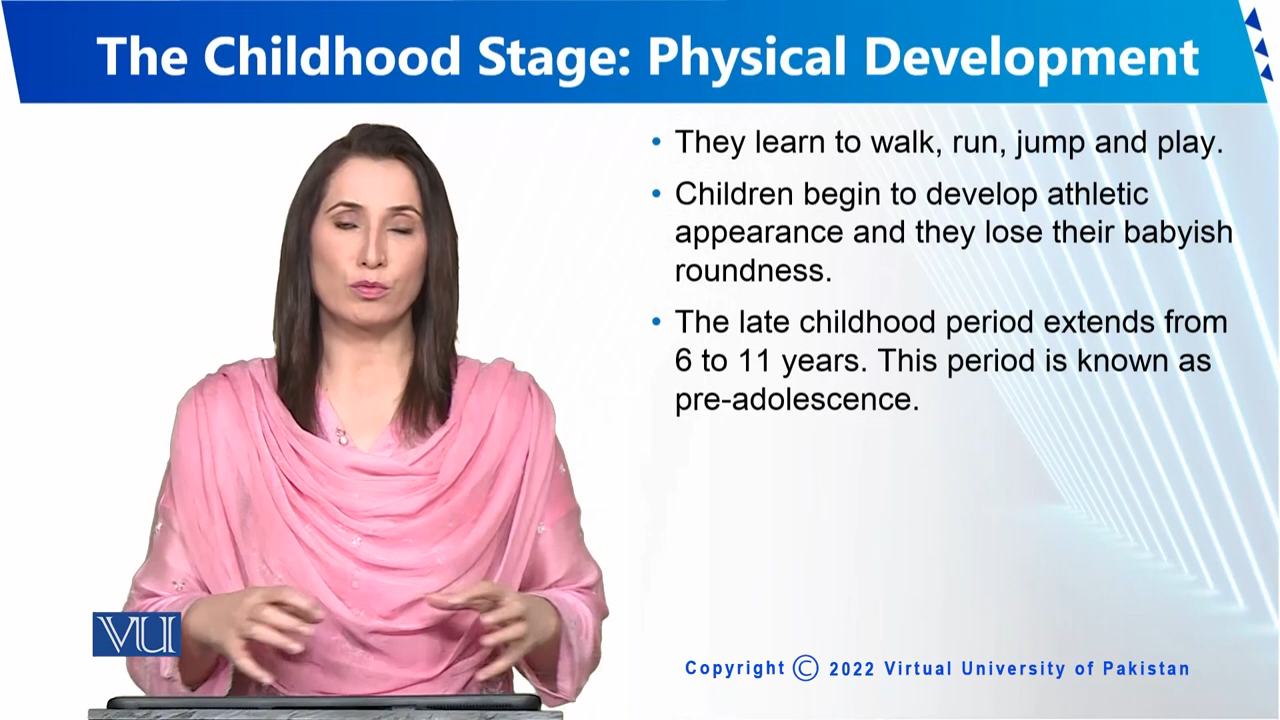 The Childhood Stage: Physical Development
• They learn to walk, run, jump and play.
• Children begin to develop athletic
appearance and they lose their babyish
roundness.
• The late childhood period extends from
6 to 11 years. This period is known as
pre-adolescence.
VU
Copyright © 2022 Virtual University of Pakistan